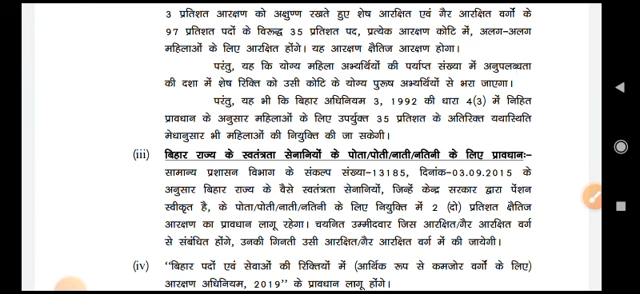 3 प्रतिशत आरक्षण को अक्षुण्ण रखते हुए शेष आरक्षित एवं गैर आरक्षित वर्गों के
97 प्रतिशत पदों के विरूद्ध 35 प्रतिशत पद, प्रत्येक आरक्षण कोटि में, अलग-अलग
महिलाओं के लिए आरक्षित होंगे। यह आरक्षण क्षैतिज आरक्षण होगा।
परंतु, यह कि योग्य महिला अभ्यर्थियों की पर्याप्त संख्या में अनुपलब्धता
की दशा में शेष रिक्ति को उसी कोटि के योग्य पुरूष अभ्यर्थियों से भरा जाएगा।
परंतु, यह भी कि बिहार अधिनियम 3, 1992 की धारा 4(3) में निहित
प्रावधान के अनुसार महिलाओं के लिए उपर्युक्त 35 प्रतिशत के अतिरिक्त यथास्थिति
मेधानुसार भी महिलाओं की नियुक्ति की जा सकेगी।
(iii) बिहार राज्य के स्वतंत्रता सेनानियों के पोता/पोती/नाती/नतिनी के लिए प्रावधानः-
सामान्य प्रशासन विभाग के संकल्प संख्या-13185, दिनांक-03.09.2015 के
अनुसार बिहार राज्य के वैसे स्वतंत्रता सेनानियों, जिन्हें केन्द्र सरकार द्वारा पेंशन
स्वीकृत है, के पोता/पोती/नाती/नतिनी के लिए नियुक्ति में 2 (दो) प्रतिशत क्षैतिज
आरक्षण का प्रावधान लागू रहेगा। चयनित उम्मीदवार जिस आरक्षित/गैर आरक्षित वर्ग
से संबंधित होंगे, उनकी गिनती उसी आरक्षित/गैर आरक्षित वर्ग में की जायेगी।
(iv) "बिहार पदों एवं सेवाओं की रिक्तियों में (आर्थिक रूप से कमजोर वर्गों के लिए)
आरक्षण अधिनियम, 2019" के प्रावधान लागू होंगे।